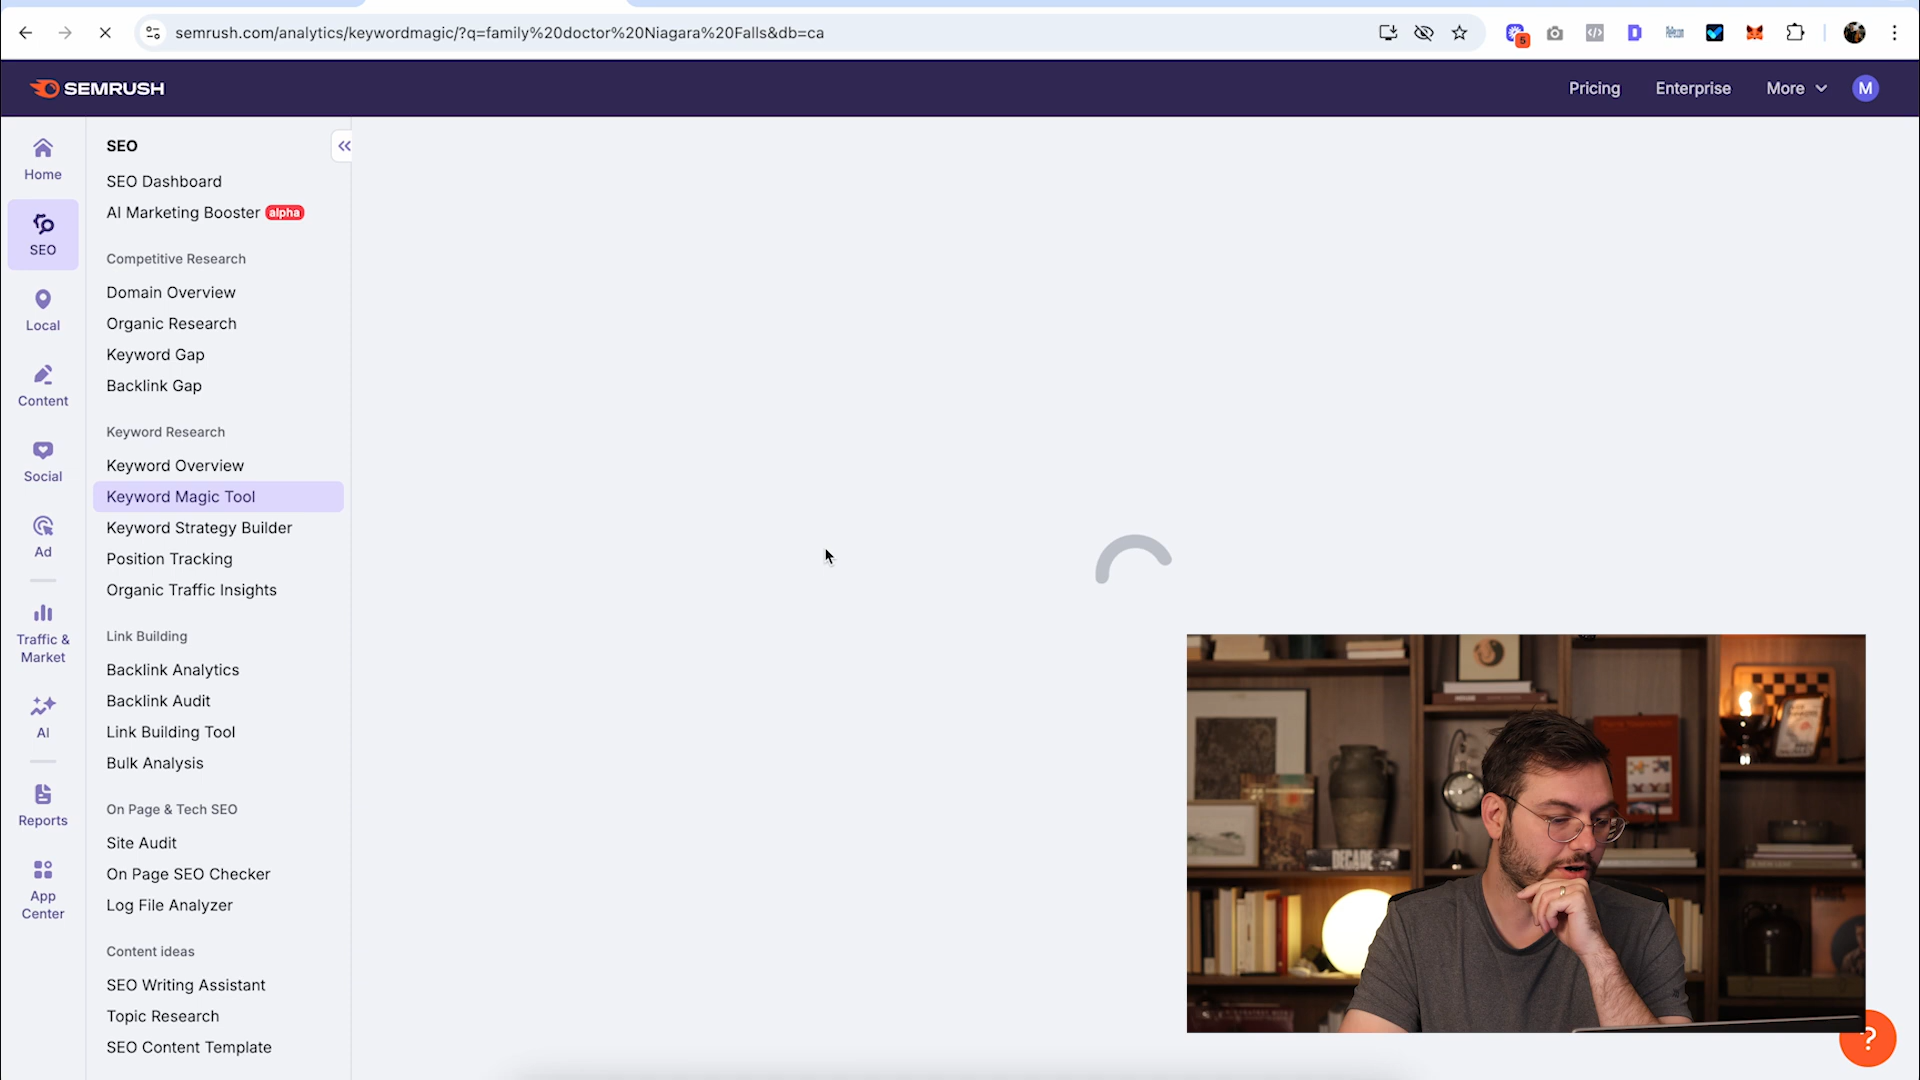 semrush.com/analytics/keywordmagic/?q=family%20doctor%20Niagara%20Falls&db=ca
5
SEMRUSH
Pricing
Enterprise
More
M
Home
SEO
Local
Content
Social
Ad
Traffic &
Market
AI
Reports
App
Center
SEO
SEO Dashboard
AI Marketing Booster alpha
Competitive Research
Domain Overview
Organic Research
Keyword Gap
Backlink Gap
Keyword Research
Keyword Overview
Keyword Magic Tool
Keyword Strategy Builder
Position Tracking
Organic Traffic Insights
Link Building
Backlink Analytics
Backlink Audit
Link Building Tool
Bulk Analysis
On Page & Tech SEO
Site Audit
On Page SEO Checker
Log File Analyzer
Content ideas
SEO Writing Assistant
Topic Research
SEO Content Template
DECADE
?